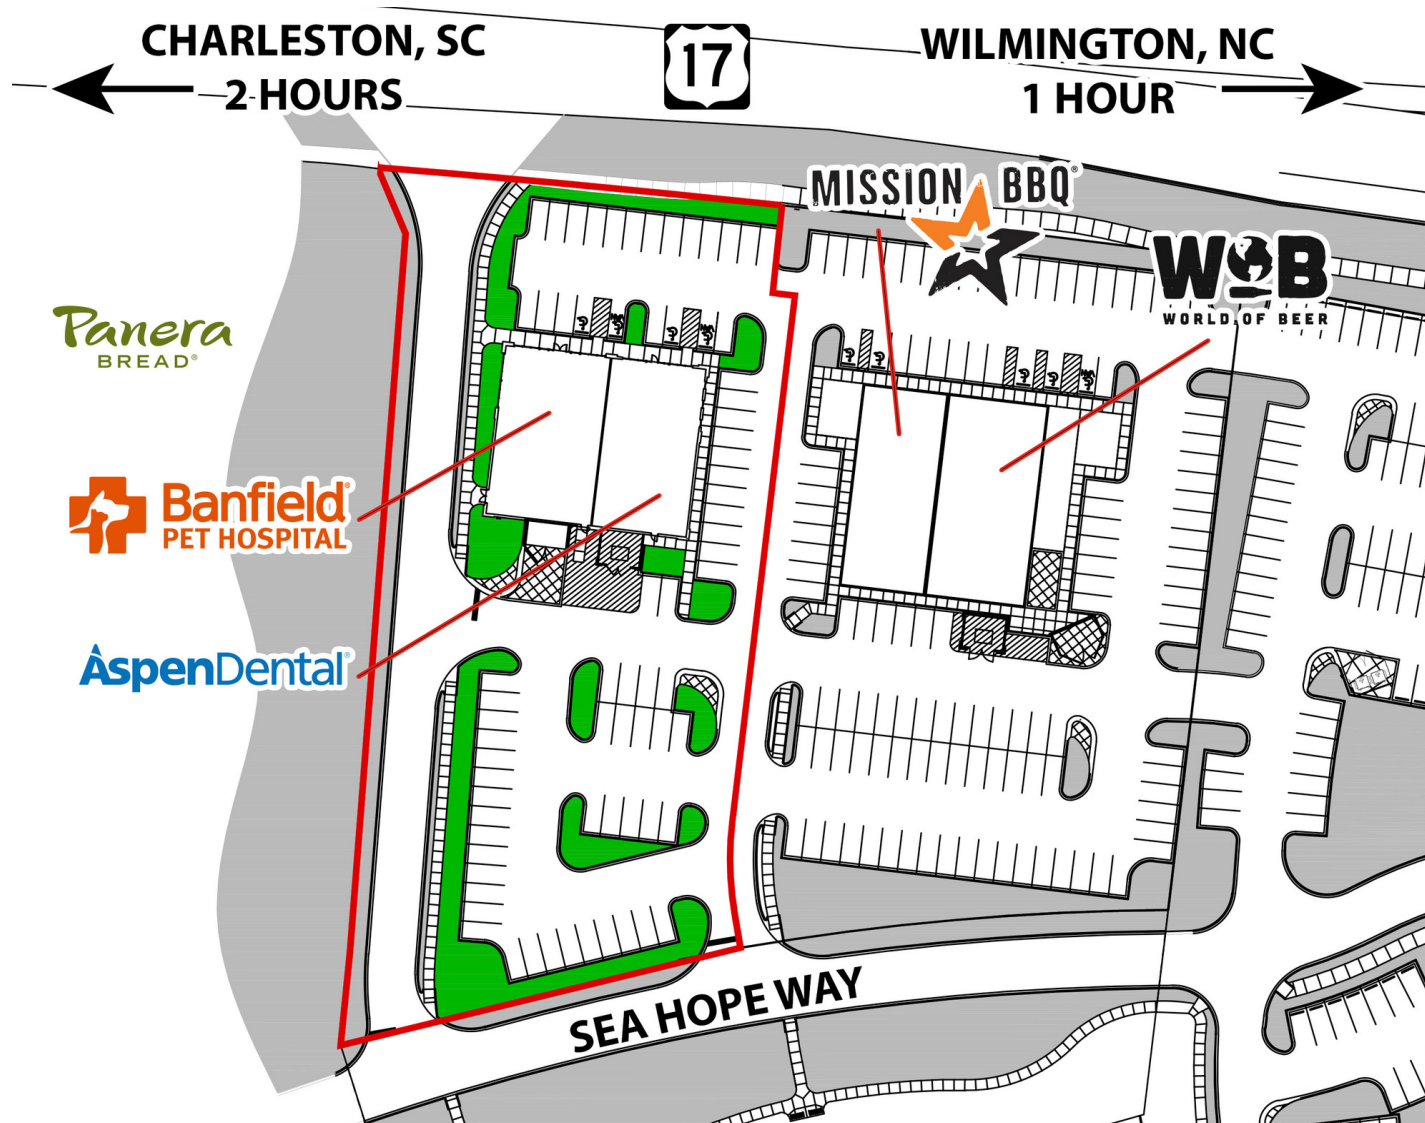 CHARLESTON, SC
2 HOURS
17
WILMINGTON, NC
1 HOUR
MISSION BBQ®
WOB
WORLD OF BEER
Panera
BREAD®
Banfield®
PET HOSPITAL
AspenDental®
SEA HOPE WAY